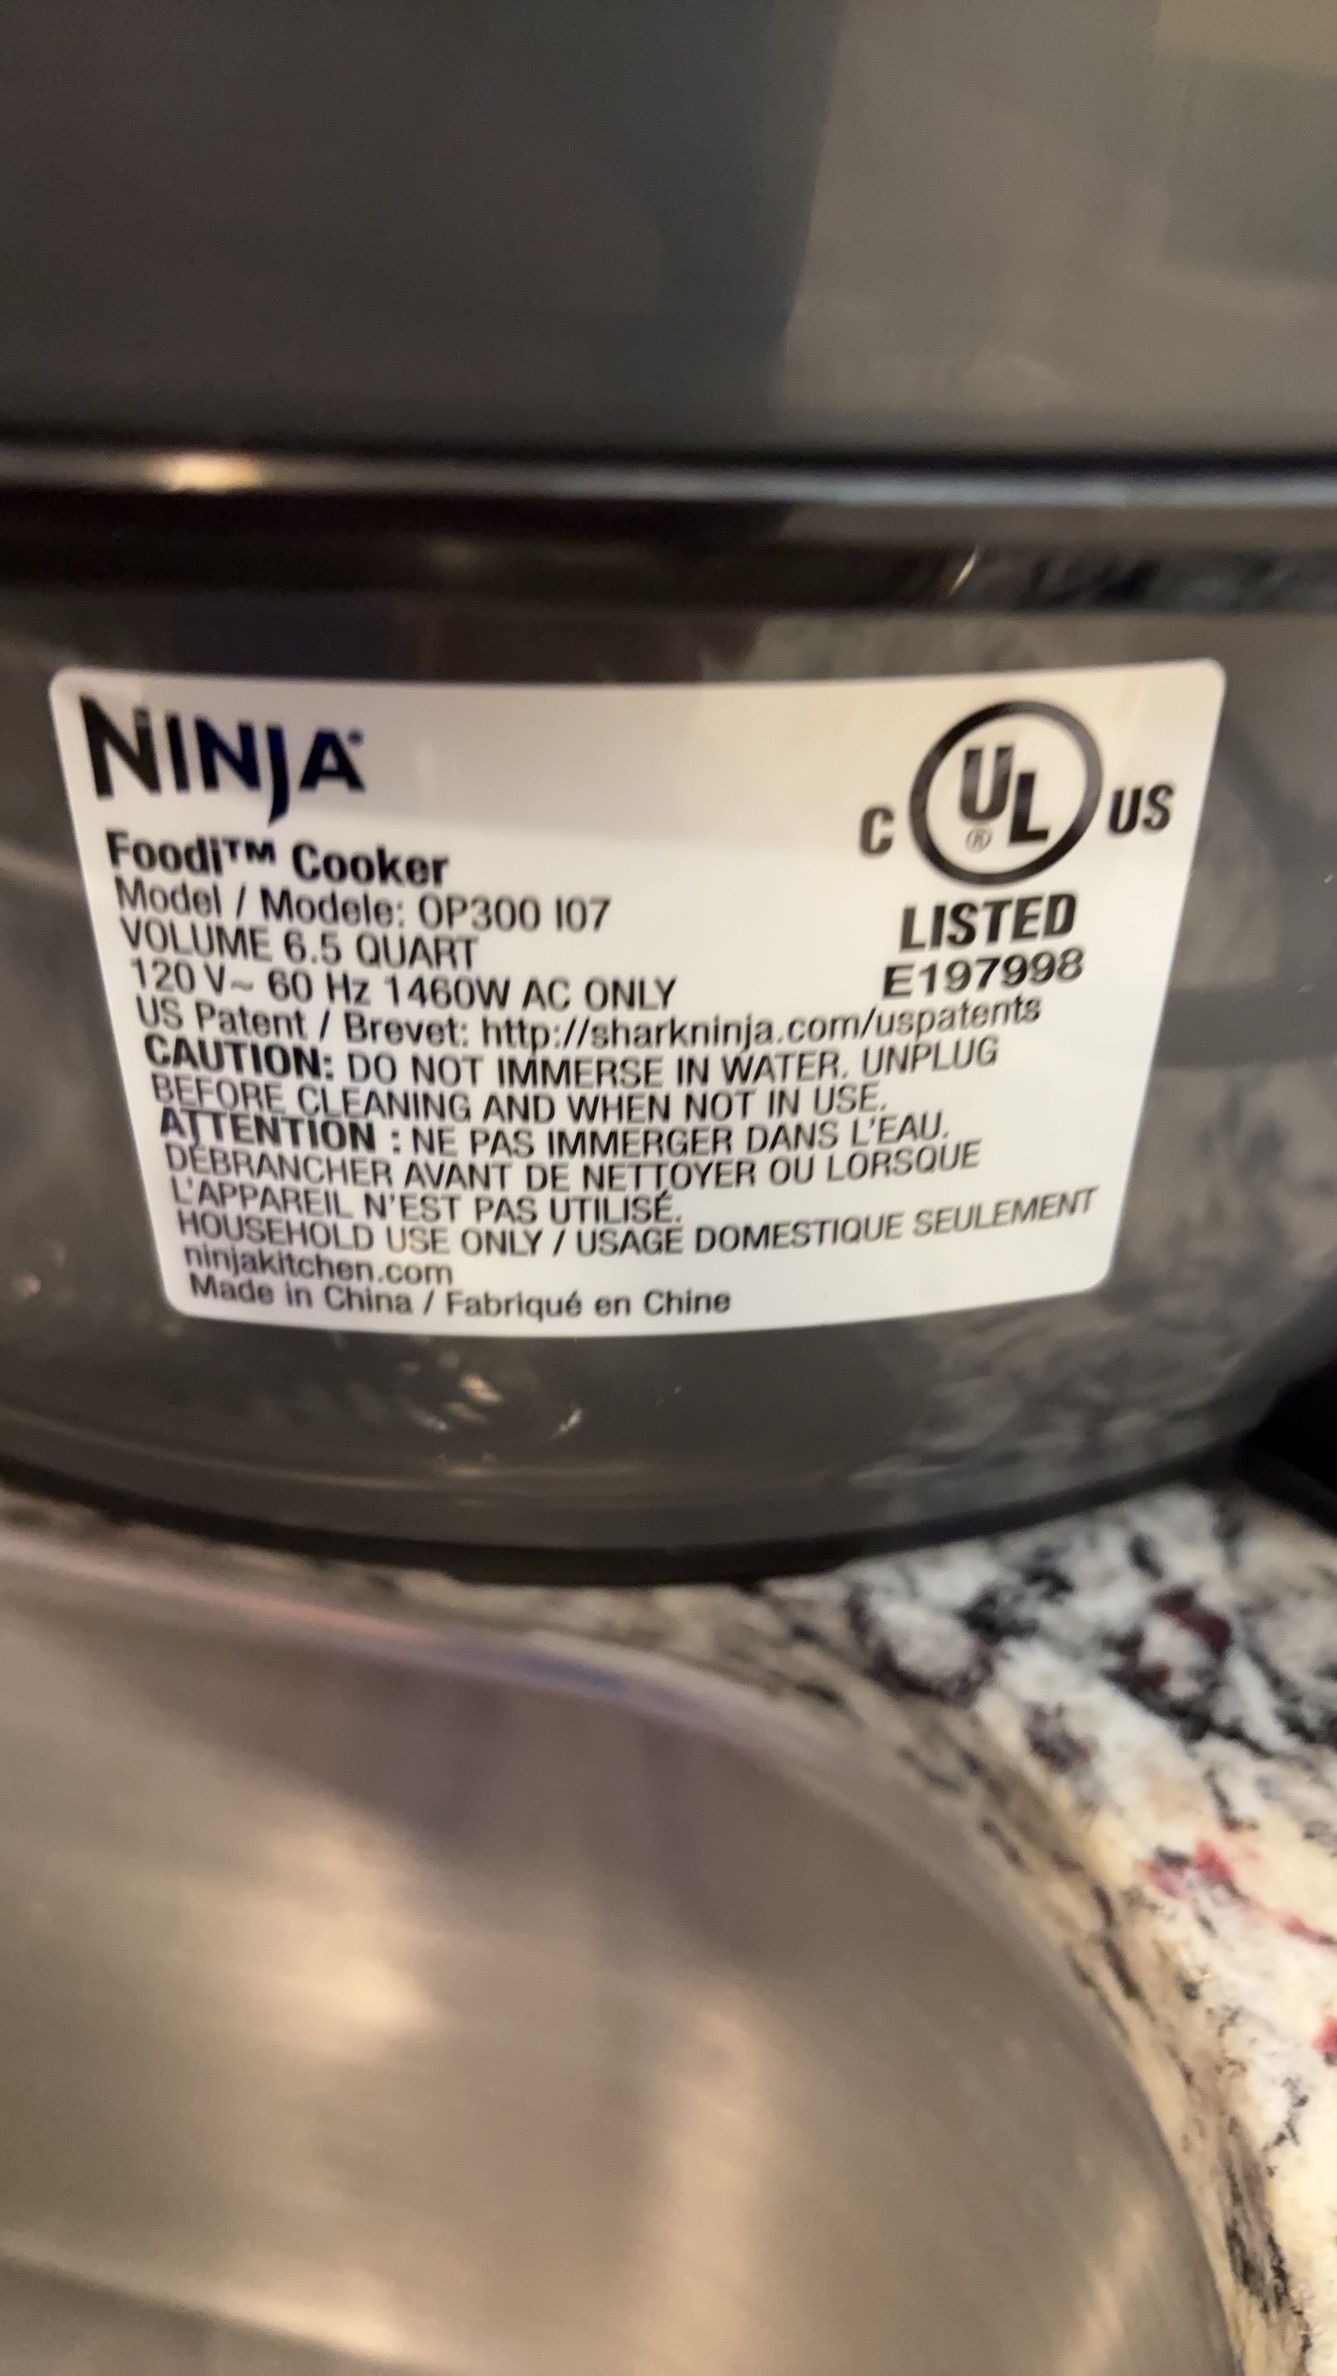 NINJA®
C UL® US
LISTED
E197998
Foodi™ Cooker
Model / Modele: OP300 I07
VOLUME 6.5 QUART
120 V~ 60 Hz 1460W AC ONLY
US Patent / Brevet: http://sharkninja.com/uspatents
CAUTION: DO NOT IMMERSE IN WATER. UNPLUG
BEFORE CLEANING AND WHEN NOT IN USE.
ATTENTION : NE PAS IMMERGER DANS L'EAU.
DÉBRANCHER AVANT DE NETTOYER OU LORSQUE
L'APPAREIL N'EST PAS UTILISÉ.
HOUSEHOLD USE ONLY / USAGE DOMESTIQUE SEULEMENT
ninjakitchen.com
Made in China / Fabriqué en Chine